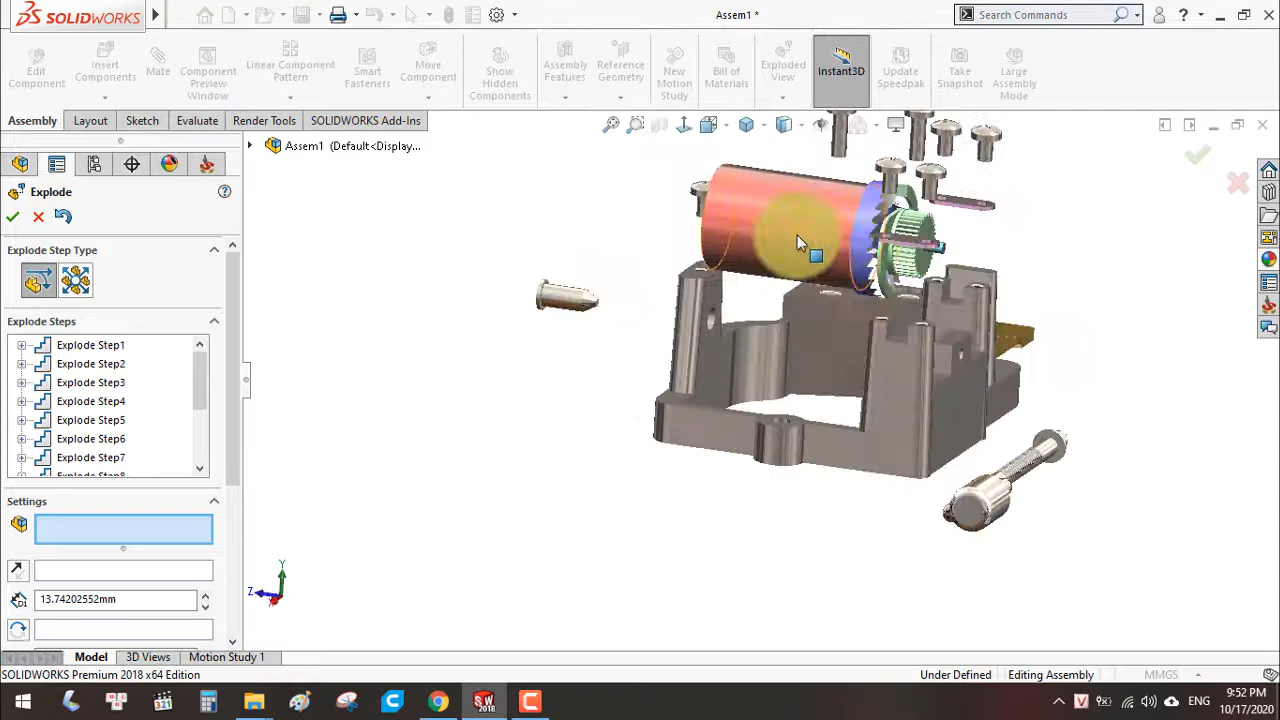 SOLIDWORKS
Assem1 *
Search Commands
Edit Component
Insert Components
Mate
Component Preview Window
Linear Component Pattern
Smart Fasteners
Move Component
Show Hidden Components
Assembly Features
Reference Geometry
New Motion Study
Bill of Materials
Exploded View
Instant3D
Update Speedpak
Take Snapshot
Large Assembly Mode
Assembly
Layout
Sketch
Evaluate
Render Tools
SOLIDWORKS Add-Ins
Assem1 (Default<Display...
Explode
Explode Step Type
Explode Steps
Explode Step1
Explode Step2
Explode Step3
Explode Step4
Explode Step5
Explode Step6
Explode Step7
Explode Step8
Settings
13.74202552mm
Y
Z
Model
3D Views
Motion Study 1
SOLIDWORKS Premium 2018 x64 Edition
Under Defined
Editing Assembly
MMGS
321
SW
2018
C
C
V
ENG
9:52 PM
10/17/2020